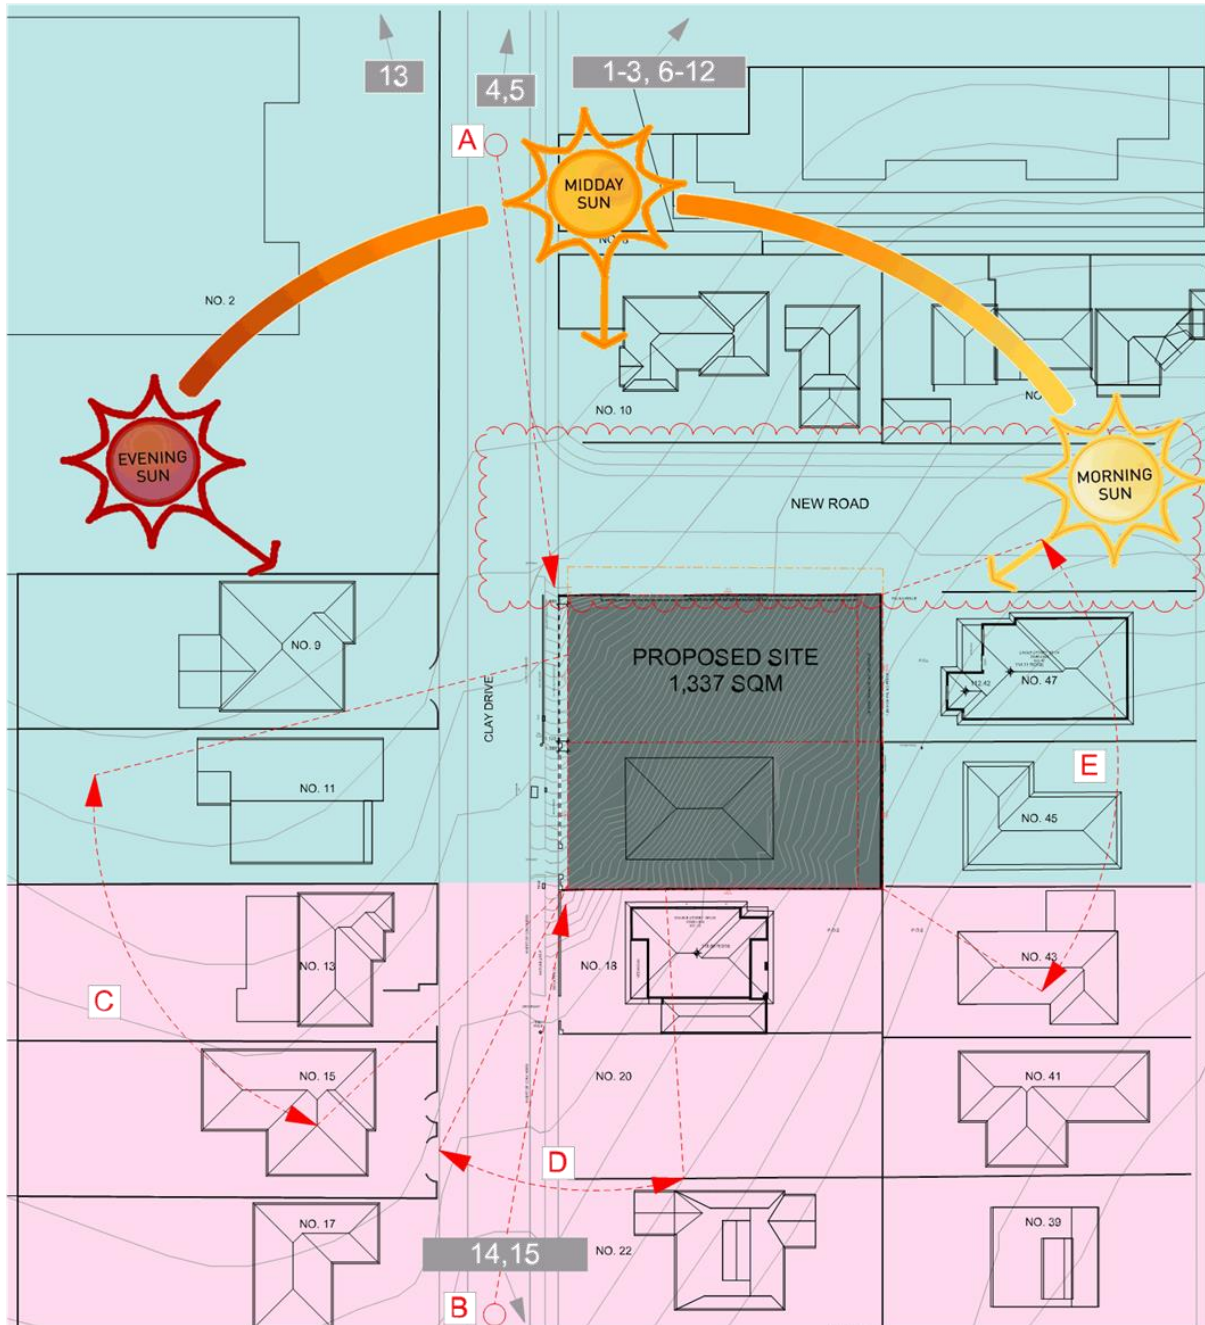 13
4,5
1-3, 6-12
A
MIDDAY
SUN
NO. 2
NO. 10
EVENING
SUN
MORNING
SUN
NEW ROAD
NO. 9
CLAY DRIVE
PROPOSED SITE
1,337 SQM
NO. 47
112.42
NO. 11
E
NO. 45
NO. 13
NO. 18
NO. 43
C
NO. 15
NO. 20
NO. 41
D
NO. 17
14,15
NO. 22
NO. 39
B